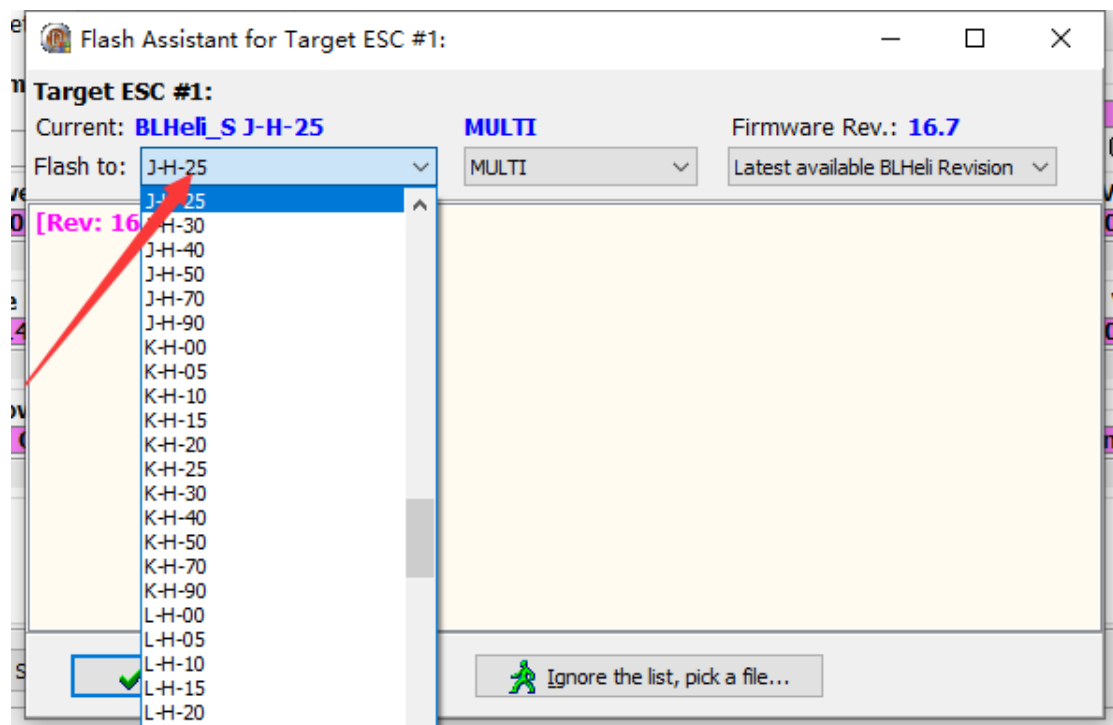 Flash Assistant for Target ESC #1:
Target ESC #1:
Current: BLHeli_S J-H-25 MULTI Firmware Rev.: 16.7
Flash to: J-H-25 MULTI Latest available BLHeli Revision
[Rev: 16
J-H-25
J-H-30
J-H-40
J-H-50
J-H-70
J-H-90
K-H-00
K-H-05
K-H-10
K-H-15
K-H-20
K-H-25
K-H-30
K-H-40
K-H-50
K-H-70
K-H-90
L-H-00
L-H-05
L-H-10
L-H-15
L-H-20
Ignore the list, pick a file...